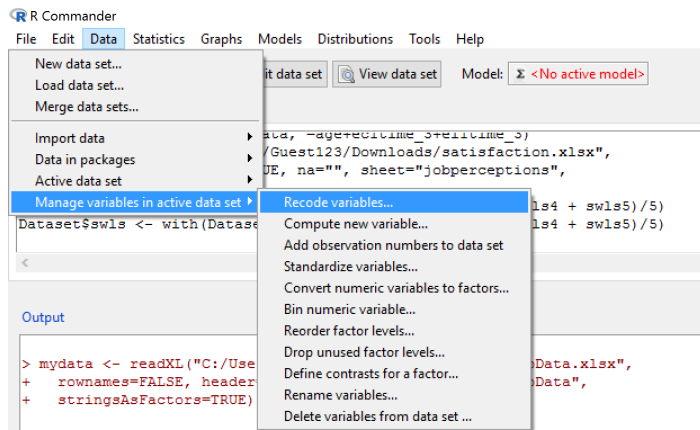 R Commander
File Edit Data Statistics Graphs Models Distributions Tools Help
New data set...
Load data set...
Merge data sets...
Import data
Data in packages
Active data set
Manage variables in active data set
it data set View data set Model: Σ <No active model>
ata, ~age+ecltime_3+elltime_3)
/Guest123/Downloads/satisfaction.xlsx",
UE, na="", sheet="jobperceptions",
ls4 + swls5)/5)
Dataset$swls <- with(Datase ls4 + swls5)/5)
Recode variables...
Compute new variable...
Add observation numbers to data set
Standardize variables...
Convert numeric variables to factors...
Bin numeric variable...
Reorder factor levels...
Drop unused factor levels...
Define contrasts for a factor...
Rename variables...
Delete variables from data set ...
Output
> mydata <- readXL("C:/Use oData.xlsx",
+ rownames=FALSE, header oData",
+ stringsAsFactors=TRUE)